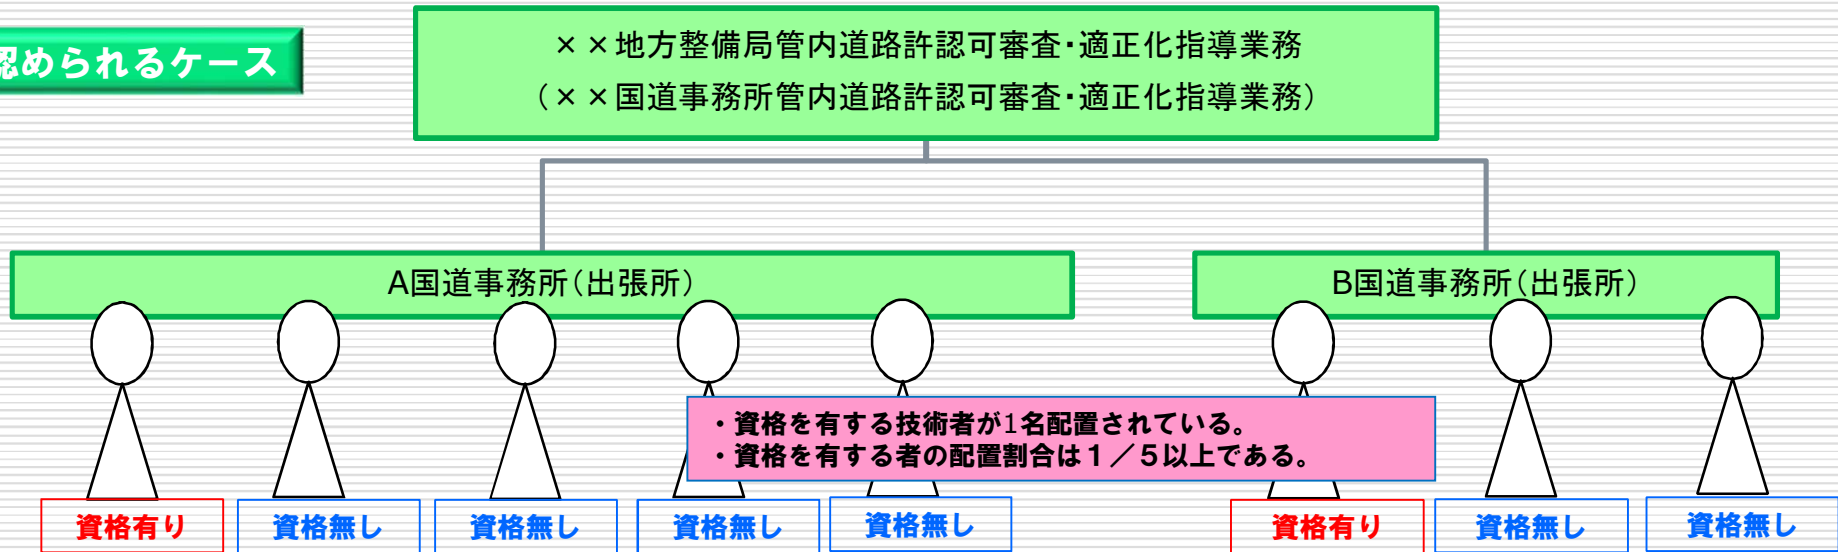 認められるケース
××地方整備局管内道路許認可審査・適正化指導業務
（××国道事務所管内道路許認可審査・適正化指導業務）
A国道事務所（出張所）
B国道事務所（出張所）
・資格を有する技術者が1名配置されている。
・資格を有する者の配置割合は１／５以上である。
資格有り
資格無し
資格無し
資格無し
資格無し
資格有り
資格無し
資格無し